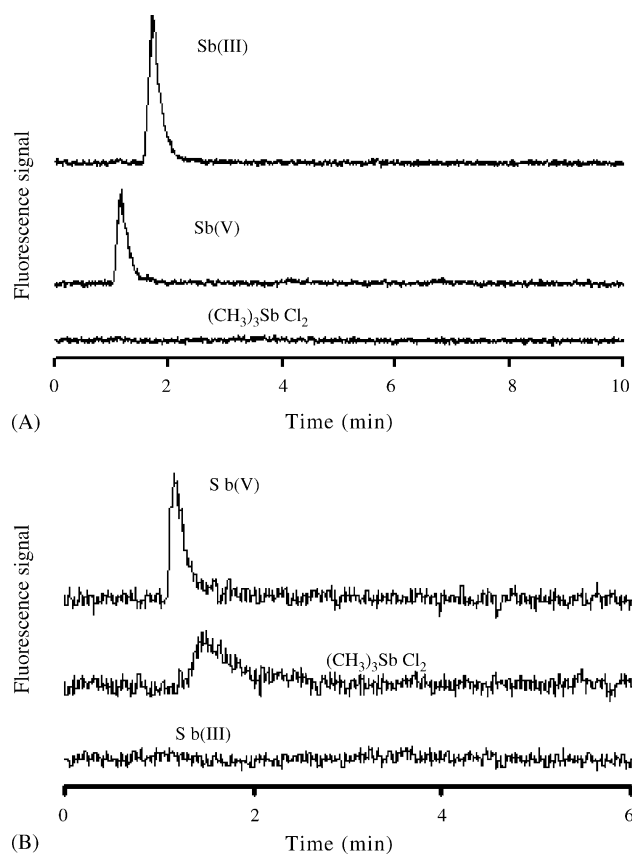 Sb(III)
Sb(V)
(CH3)3Sb Cl2
Fluorescence signal
0 2 4 6 8 10
Time (min)
(A)
S b(V)
(CH3)3Sb Cl2
S b(III)
Fluorescence signal
0 2 4 6
Time (min)
(B)